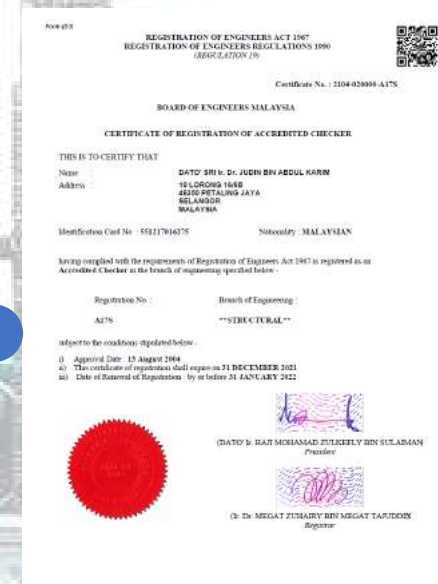 REGISTRATION OF ENGINEERS ACT 1967
REGISTRATION OF ENGINEERS REGULATIONS 1990
(REGULATION 19)
Certificate No. : 2104-020000-A17S
BOARD OF ENGINEERS MALAYSIA
CERTIFICATE OF REGISTRATION OF ACCREDITED CHECKER
THIS IS TO CERTIFY THAT
Name : DATO' SRI Ir. Dr. JUDIN BIN ABDUL KARIM
Address : 10 LORONG 16/6B
46350 PETALING JAYA
SELANGOR
MALAYSIA
Identification Card No : 551217016275 Nationality : MALAYSIAN
having complied with the requirements of Registration of Engineers Act 1967 is registered as an
Accredited Checker in the branch of engineering specified below -
Registration No : Branch of Engineering :
A17S **STRUCTURAL**
subject to the conditions stipulated below -
i) Approval Date : 15 August 2004
ii) This certificate of registration shall expire on 31 DECEMBER 2021
iii) Date of Renewal of Registration : by or before 31 JANUARY 2022
(DATO' Ir. HAJI MOHAMAD ZULKEFLY BIN SULAIMAN)
President
(Ir. Dr. MEGAT ZUHAIRY BIN MEGAT TAJUDDIN)
Registrar